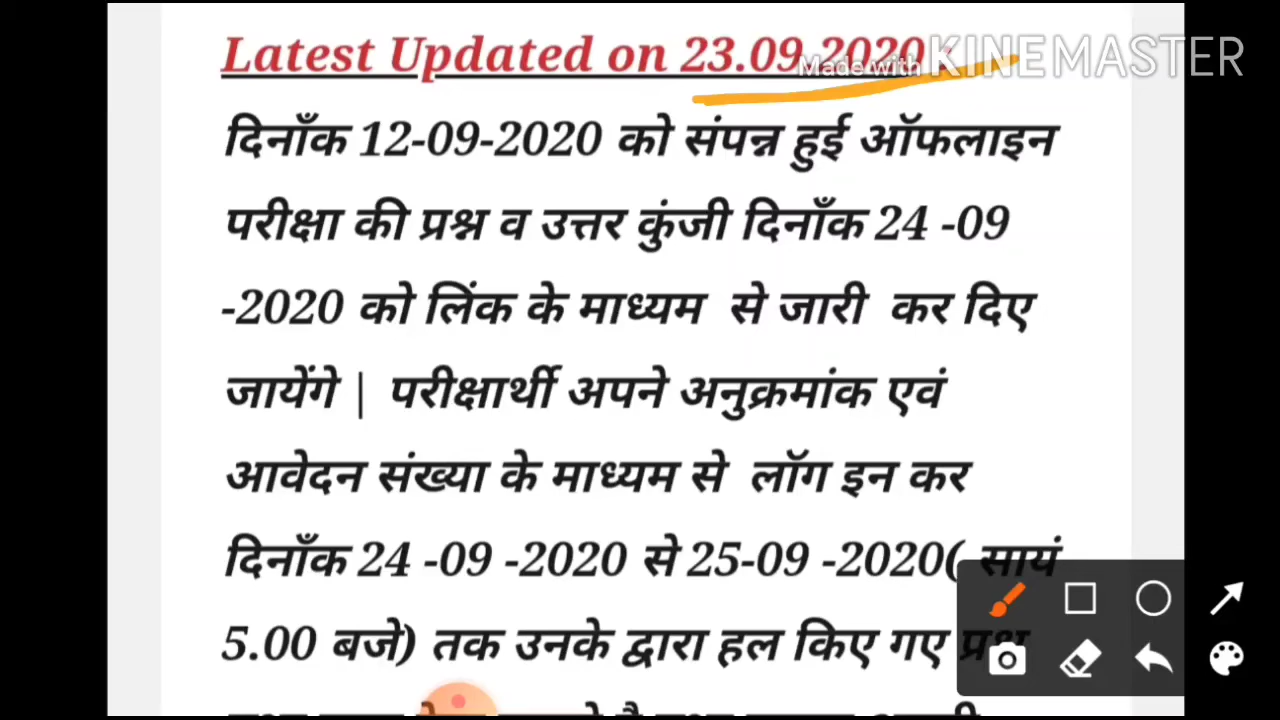 Latest Updated on 23.09.2020
Made with KINEMASTER
दिनाँक 12-09-2020 को संपन्न हुई ऑफलाइन
परीक्षा की प्रश्न व उत्तर कुंजी दिनाँक 24 -09
-2020 को लिंक के माध्यम से जारी कर दिए
जायेंगे | परीक्षार्थी अपने अनुक्रमांक एवं
आवेदन संख्या के माध्यम से लॉग इन कर
दिनाँक 24 -09 -2020 से 25-09 -2020( सायं
5.00 बजे) तक उनके द्वारा हल किए गए प्रश्न